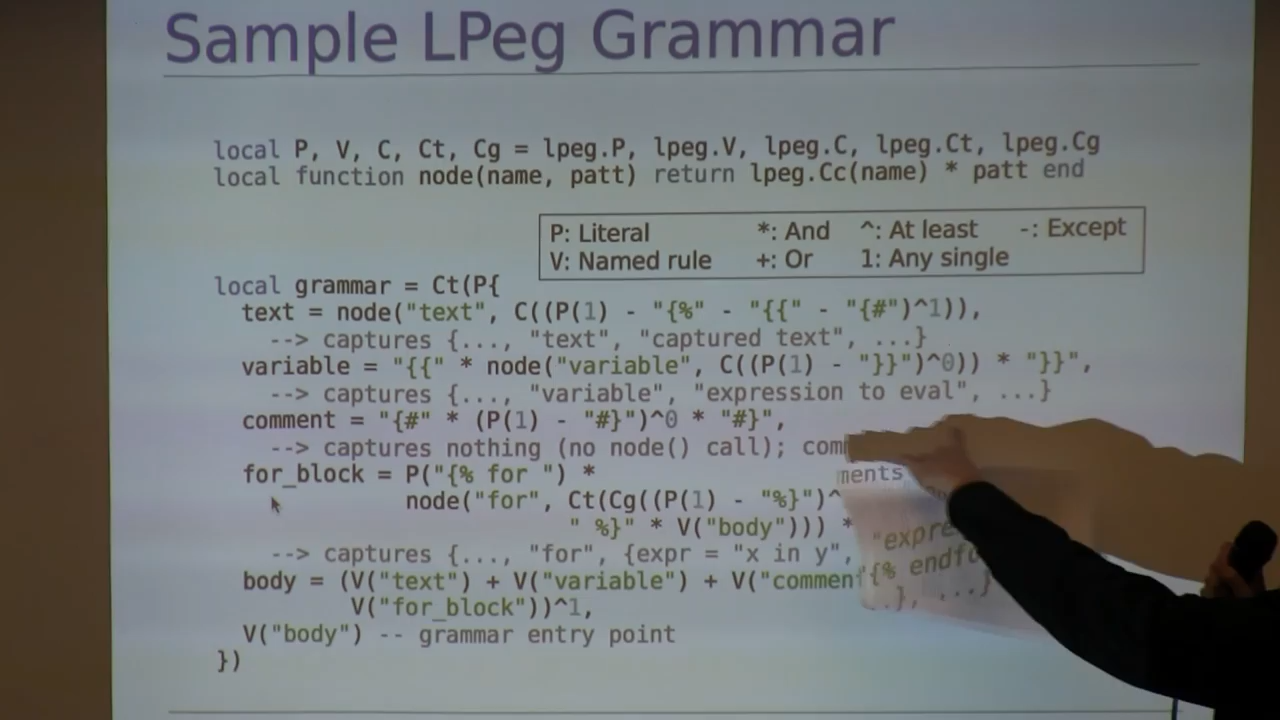 Sample LPeg Grammar
local P, V, C, Ct, Cg = lpeg.P, lpeg.V, lpeg.C, lpeg.Ct, lpeg.Cg
local function node(name, patt) return lpeg.Cc(name) * patt end
P: Literal *: And ^: At least -: Except
V: Named rule +: Or 1: Any single
local grammar = Ct(P{
text = node("text", C((P(1) - "{%" - "{{" - "{#")^1)),
--> captures {..., "text", "captured text", ...}
variable = "{{" * node("variable", C((P(1) - "}}")^0)) * "}}",
--> captures {..., "variable", "expression to eval", ...}
comment = "{#" * (P(1) - "#}")^0 * "#}",
--> captures nothing (no node() call); com
ments
for_block = P("{% for ") *
node("for", Ct(Cg((P(1) - "%}")^
"expre
" %}" * V("body"))) *
{% endfo
--> captures {..., "for", {expr = "x in y",
.}, ...}
body = (V("text") + V("variable") + V("commen
V("for_block"))^1,
V("body") -- grammar entry point
})